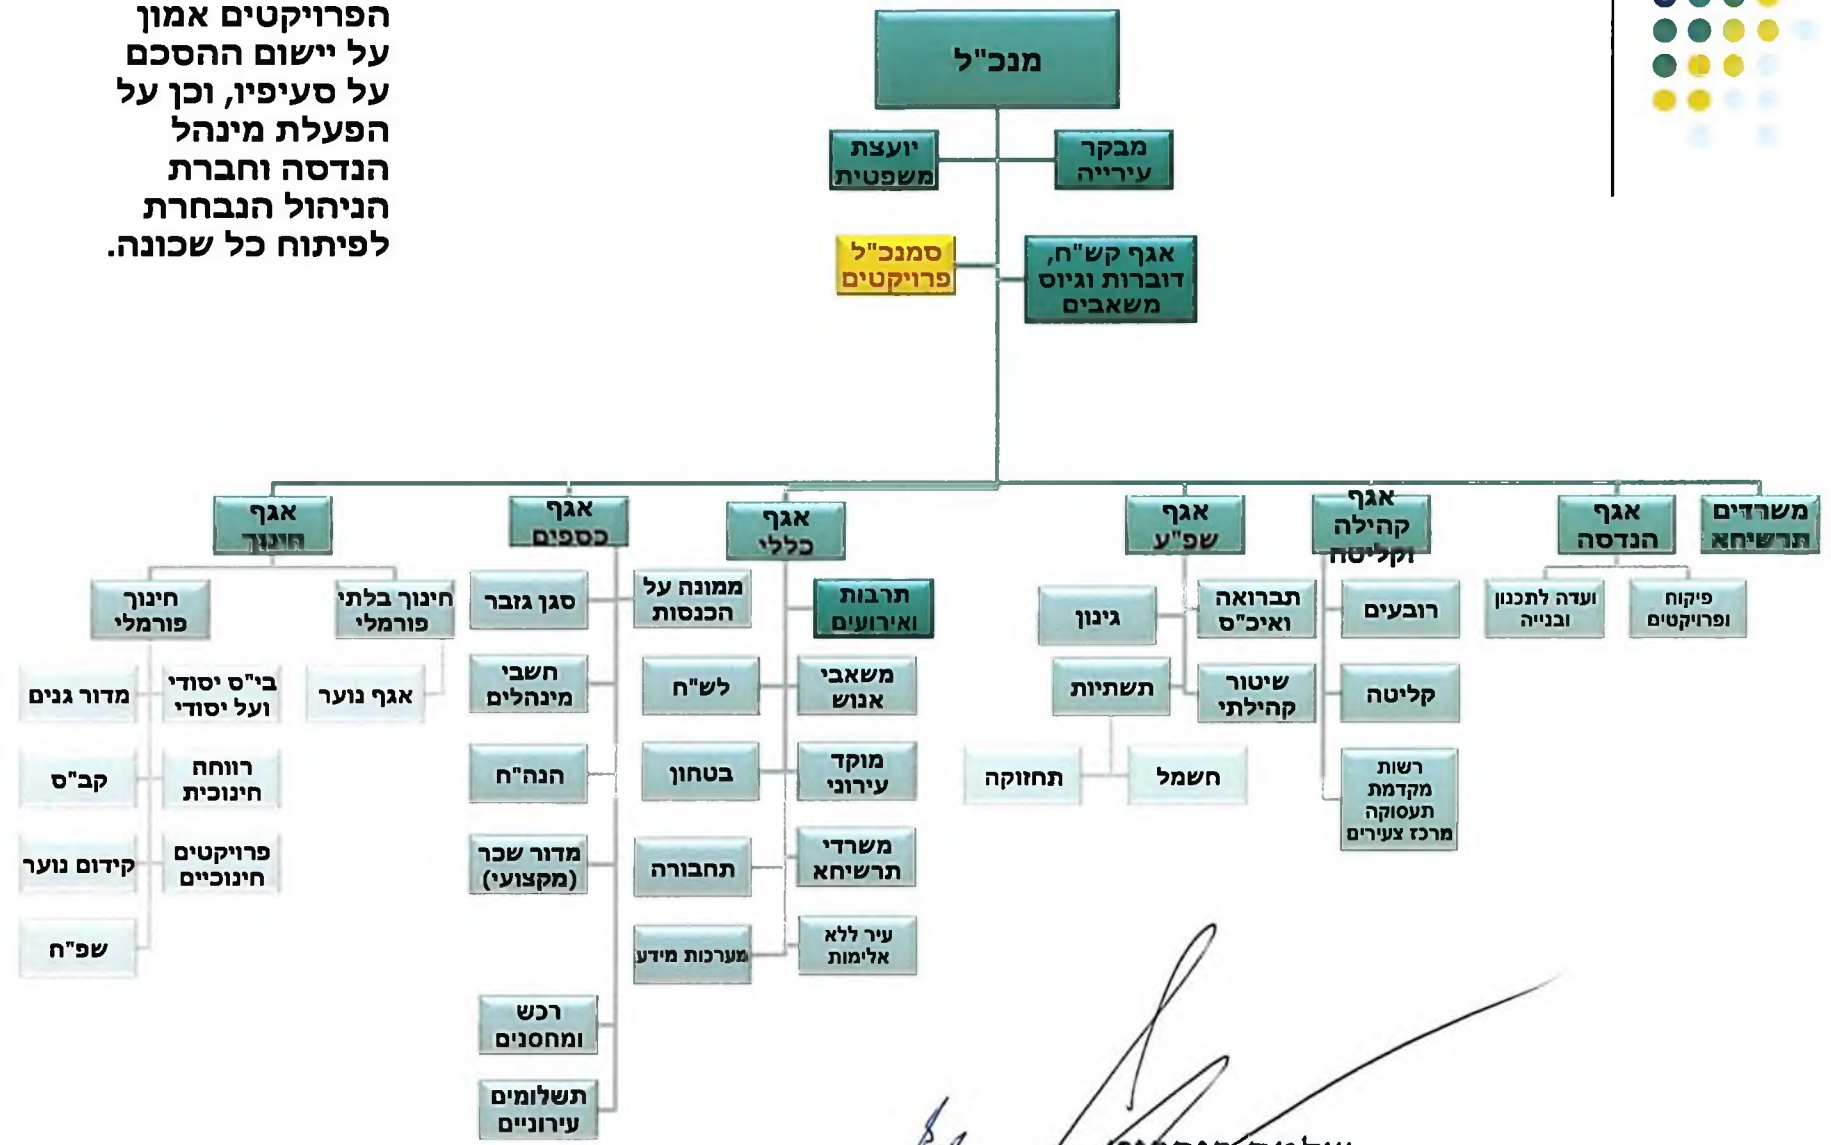 הפרויקטים אמון
על יישום ההסכם
על סעיפיו, וכן על
הפעלת מינהל
הנדסה וחברת
הניהול הנבחרת
לפיתוח כל שכונה.
מנכ"ל
מבקר
עירייה
יועצת
משפטית
אגף קש"ח,
דוברות וגיוס
משאבים
סמנכ"ל
פרויקטים
משרדים
תרשיחא
אגף
הנדסה
פיקוח
ופרויקטים
ועדה לתכנון
ובנייה
אגף
קהילה
וקליטה
רובעים
קליטה
רשות
מקדמת
תעסוקה
מרכז צעירים
אגף
שפ"ע
תברואה
ואיכ"ס
גינון
שיטור
קהילתי
תשתיות
חשמל
תחזוקה
אגף
כללי
תרבות
ואירועים
משאבי
אנוש
לש"ח
מוקד
עירוני
בטחון
משרדי
תרשיחא
תחבורה
עיר ללא
אלימות
מערכות מידע
אגף
כספים
ממונה על
הכנסות
סגן גזבר
חשבי
מינהלים
הנה"ח
מדור שכר
(מקצועי)
רכש
ומחסנים
תשלומים
עירוניים
אגף
חינוך
חינוך בלתי
פורמלי
אגף נוער
חינוך
פורמלי
בי"ס יסודי
ועל יסודי
מדור גנים
רווחה
חינוכית
קב"ס
פרויקטים
חינוכיים
קידום נוער
שפ"ח